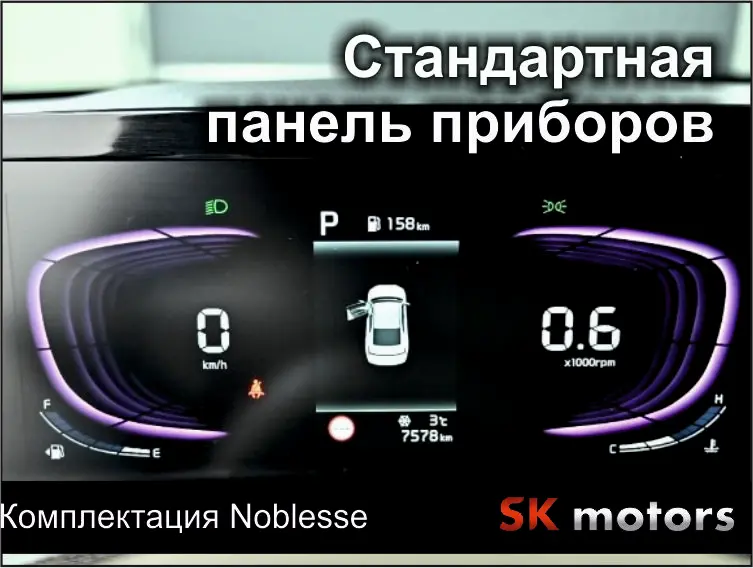 Стандартная
панель приборов
P 158 km
0
km/h
0.6
x1000rpm
F
E
3°c
7578 km
H
C
Комплектация Noblesse
SK motors